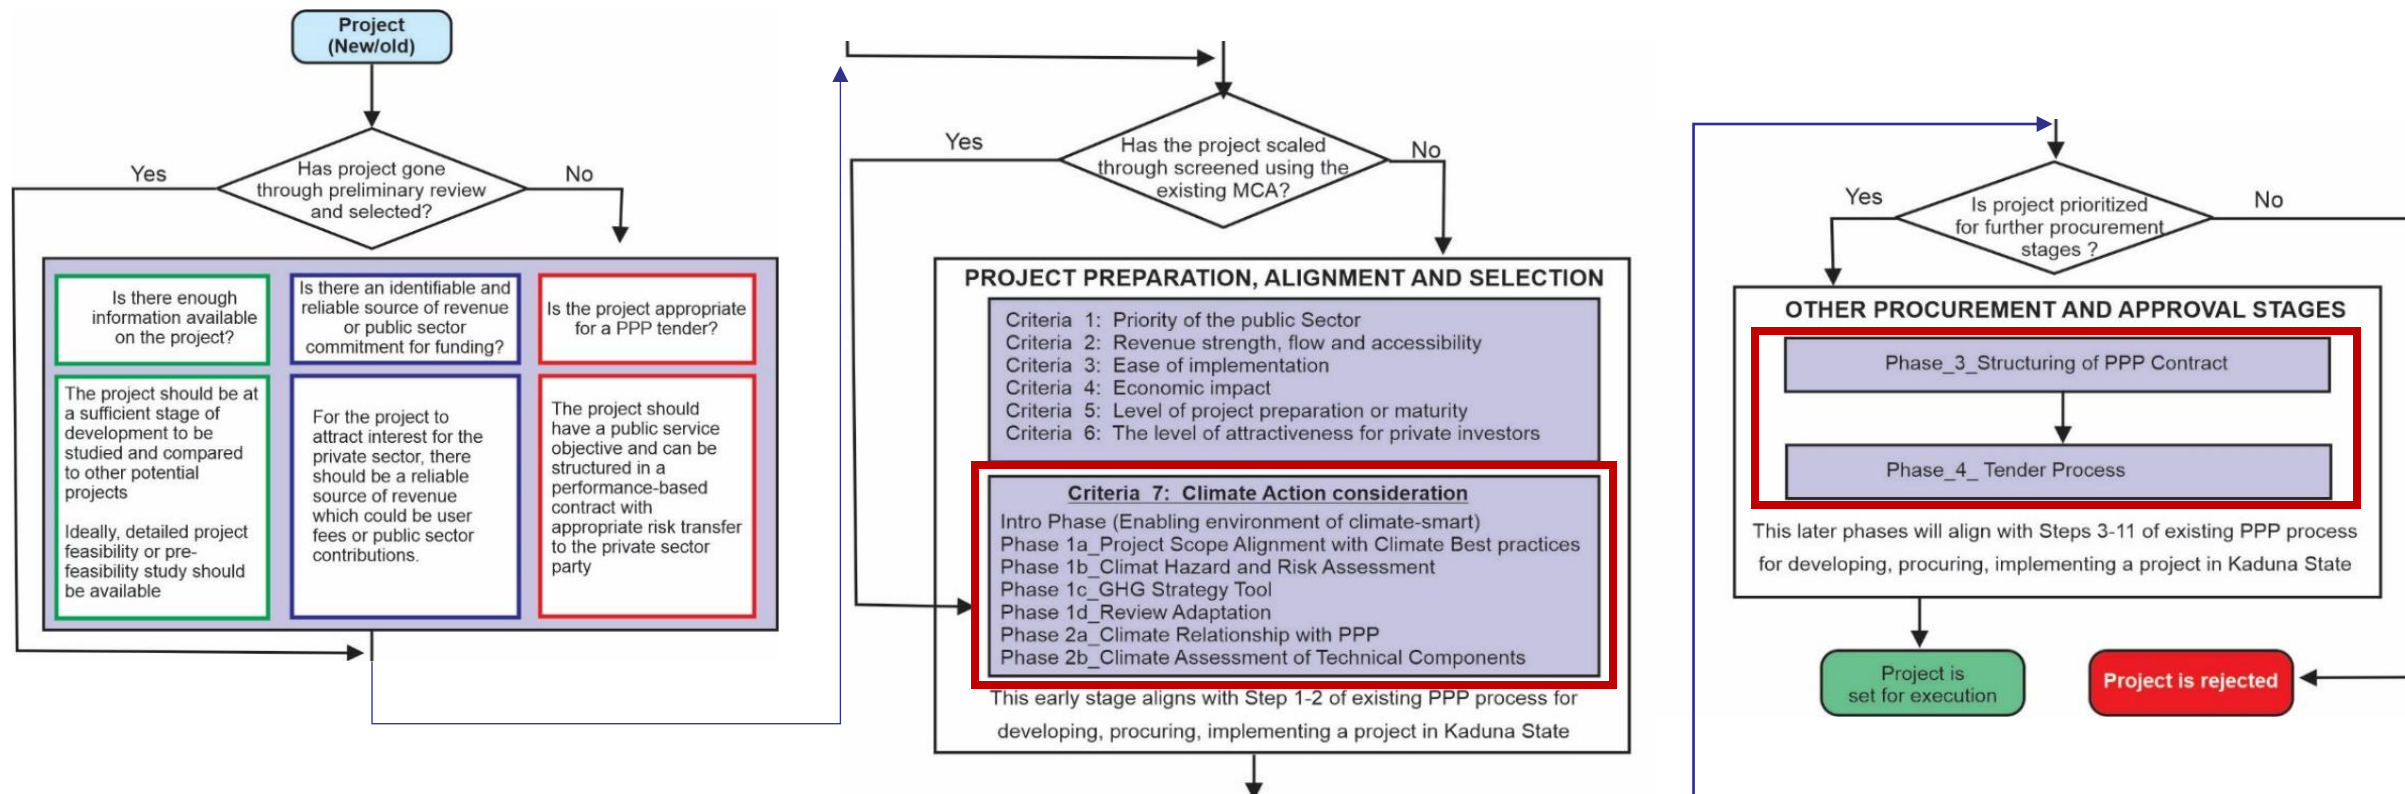 Project
(New/old)
Has project gone
through preliminary review
and selected?
Yes
No
Is there enough
information available
on the project?
Is there an identifiable and
reliable source of revenue
or public sector
commitment for funding?
Is the project appropriate
for a PPP tender?
The project should be at
a sufficient stage of
development to be
studied and compared
to other potential
projects
Ideally, detailed project
feasibility or pre-
feasibility study should
be available
For the project to
attract interest for the
private sector, there
should be a reliable
source of revenue
which could be user
fees or public sector
contributions.
The project should
have a public service
objective and can be
structured in a
performance-based
contract with
appropriate risk transfer
to the private sector
party
Has the project scaled
through screened using the
existing MCA?
Yes
No
PROJECT PREPARATION, ALIGNMENT AND SELECTION
Criteria 1: Priority of the public Sector
Criteria 2: Revenue strength, flow and accessibility
Criteria 3: Ease of implementation
Criteria 4: Economic impact
Criteria 5: Level of project preparation or maturity
Criteria 6: The level of attractiveness for private investors
Criteria 7: Climate Action consideration
Intro Phase (Enabling environment of climate-smart)
Phase 1a_Project Scope Alignment with Climate Best practices
Phase 1b_Climat Hazard and Risk Assessment
Phase 1c_GHG Strategy Tool
Phase 1d_Review Adaptation
Phase 2a_Climate Relationship with PPP
Phase 2b_Climate Assessment of Technical Components
This early stage aligns with Step 1-2 of existing PPP process for
developing, procuring, implementing a project in Kaduna State
Is project prioritized
for further procurement
stages ?
Yes
No
OTHER PROCUREMENT AND APPROVAL STAGES
Phase_3_Structuring of PPP Contract
Phase_4_ Tender Process
This later phases will align with Steps 3-11 of existing PPP process
for developing, procuring, implementing a project in Kaduna State
Project is
set for execution
Project is rejected